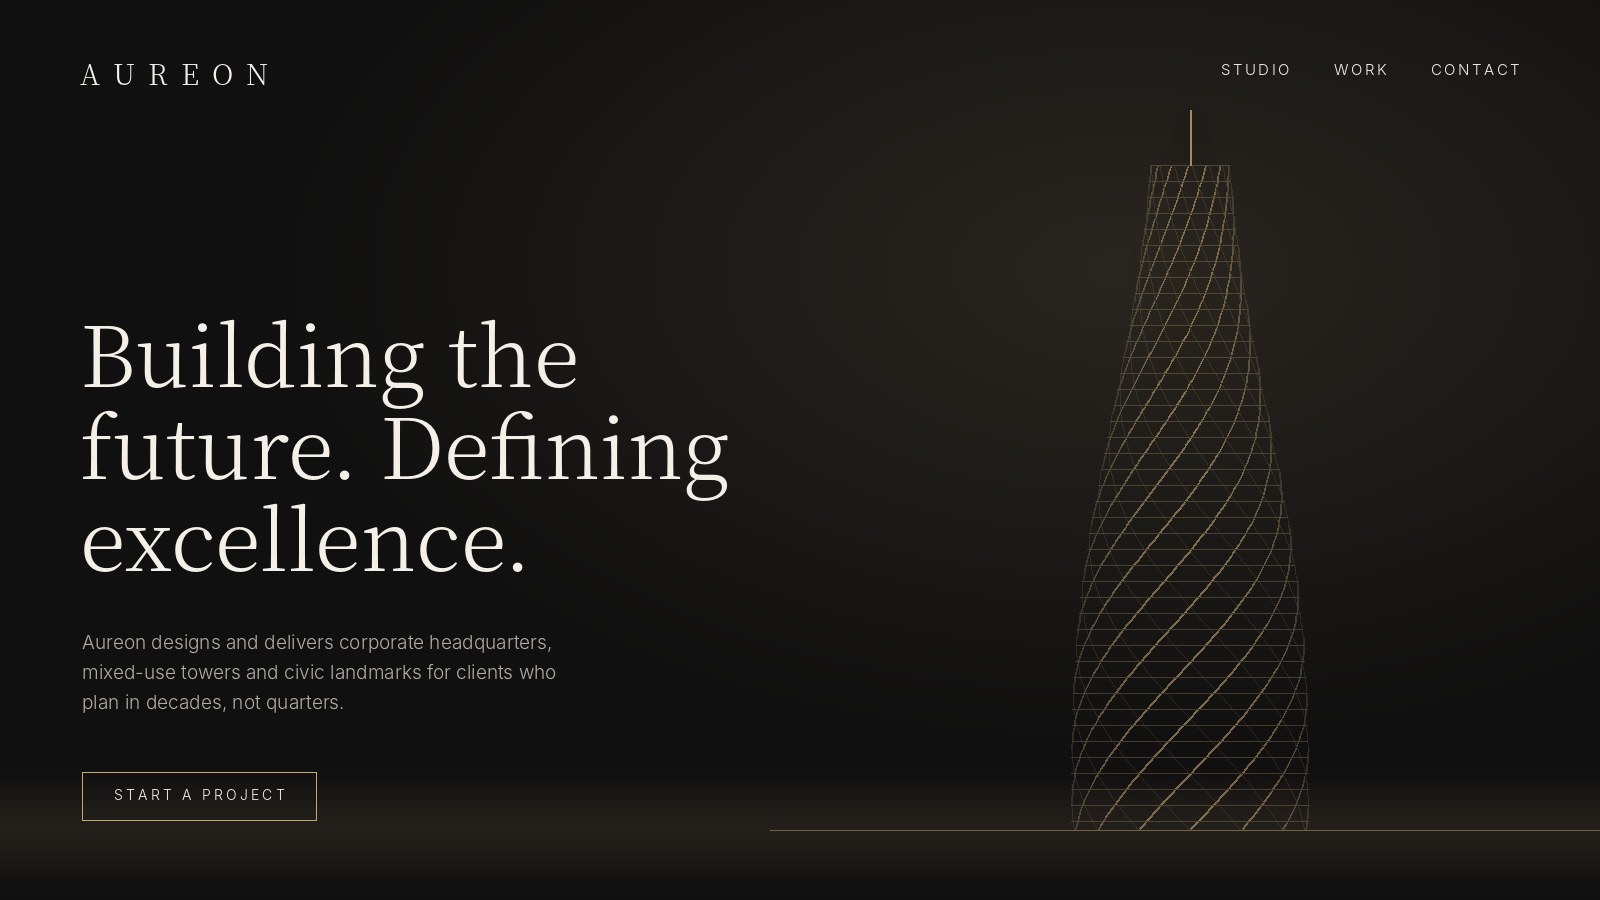 AUREON
STUDIO WORK CONTACT
Building the
future. Defining
excellence.
Aureon designs and delivers corporate headquarters,
mixed-use towers and civic landmarks for clients who
plan in decades, not quarters.
START A PROJECT